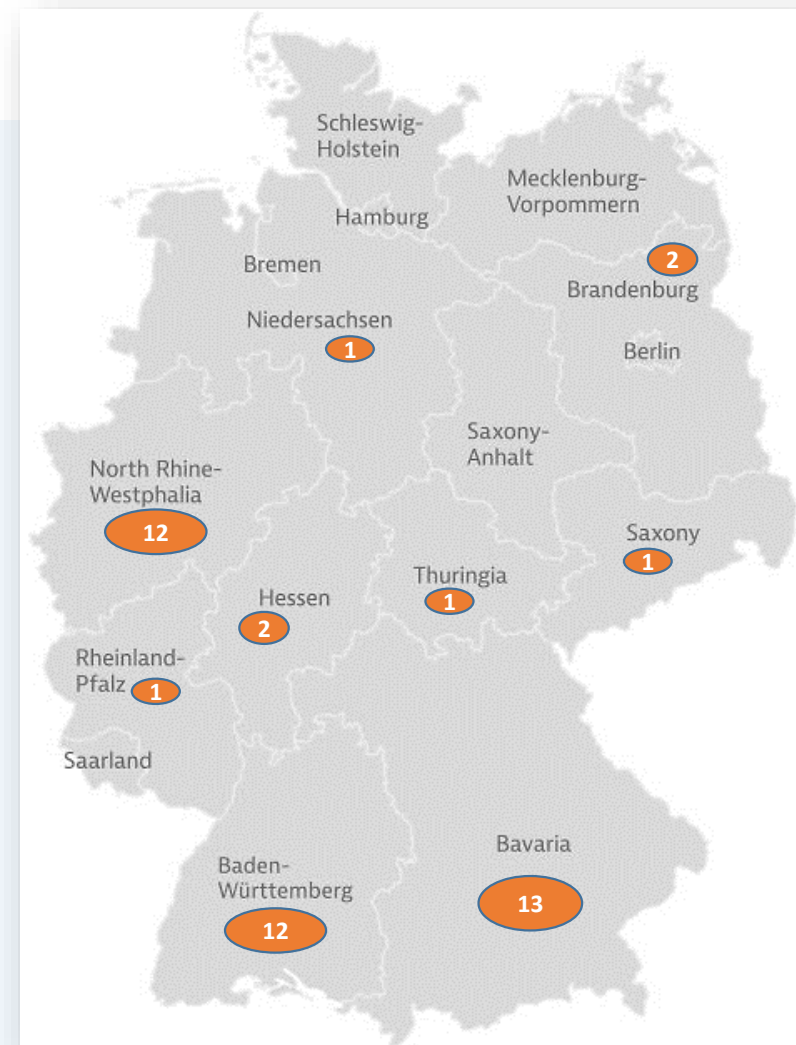 Schleswig-
Holstein
Mecklenburg-
Vorpommern
Hamburg
2
Bremen
Brandenburg
Niedersachsen
1
Berlin
Saxony-
Anhalt
North Rhine-
Westphalia
12
Saxony
1
Thuringia
1
Hessen
2
Rheinland-
Pfalz 1
Saarland
Bavaria
13
Baden-
Württemberg
12